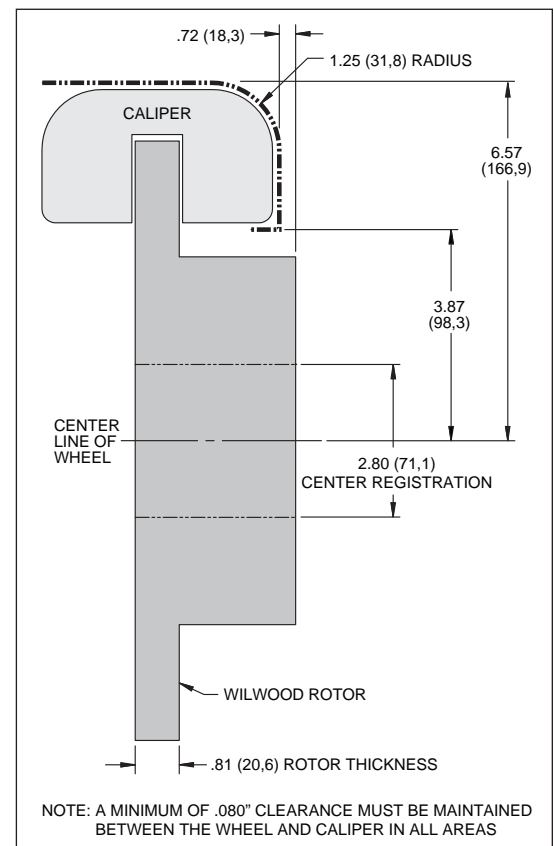 .72 (18,3)
1.25 (31,8) RADIUS
CALIPER
6.57
(166,9)
3.87
(98,3)
CENTER
LINE OF
WHEEL
2.80 (71,1)
CENTER REGISTRATION
WILWOOD ROTOR
.81 (20,6) ROTOR THICKNESS
NOTE: A MINIMUM OF .080" CLEARANCE MUST BE MAINTAINED
BETWEEN THE WHEEL AND CALIPER IN ALL AREAS